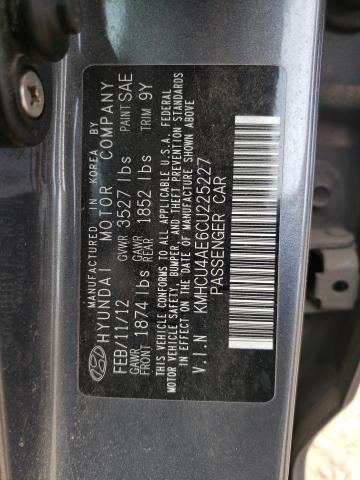 MANUFACTURED IN KOREA BY
HYUNDAI MOTOR COMPANY
FEB/11/12 GVWR 3527 lbs PAINT SAE
GAWR FRONT 1874 lbs GAWR REAR 1852 lbs TRIM 9Y
THIS VEHICLE CONFORMS TO ALL APPLICABLE U.S.A. FEDERAL
MOTOR VEHICLE SAFETY, BUMPER, AND THEFT PREVENTION STANDARDS
IN EFFECT ON THE DATE OF MANUFACTURE SHOWN ABOVE.
V.I.N KMHCU4AE6CU225227
PASSENGER CAR